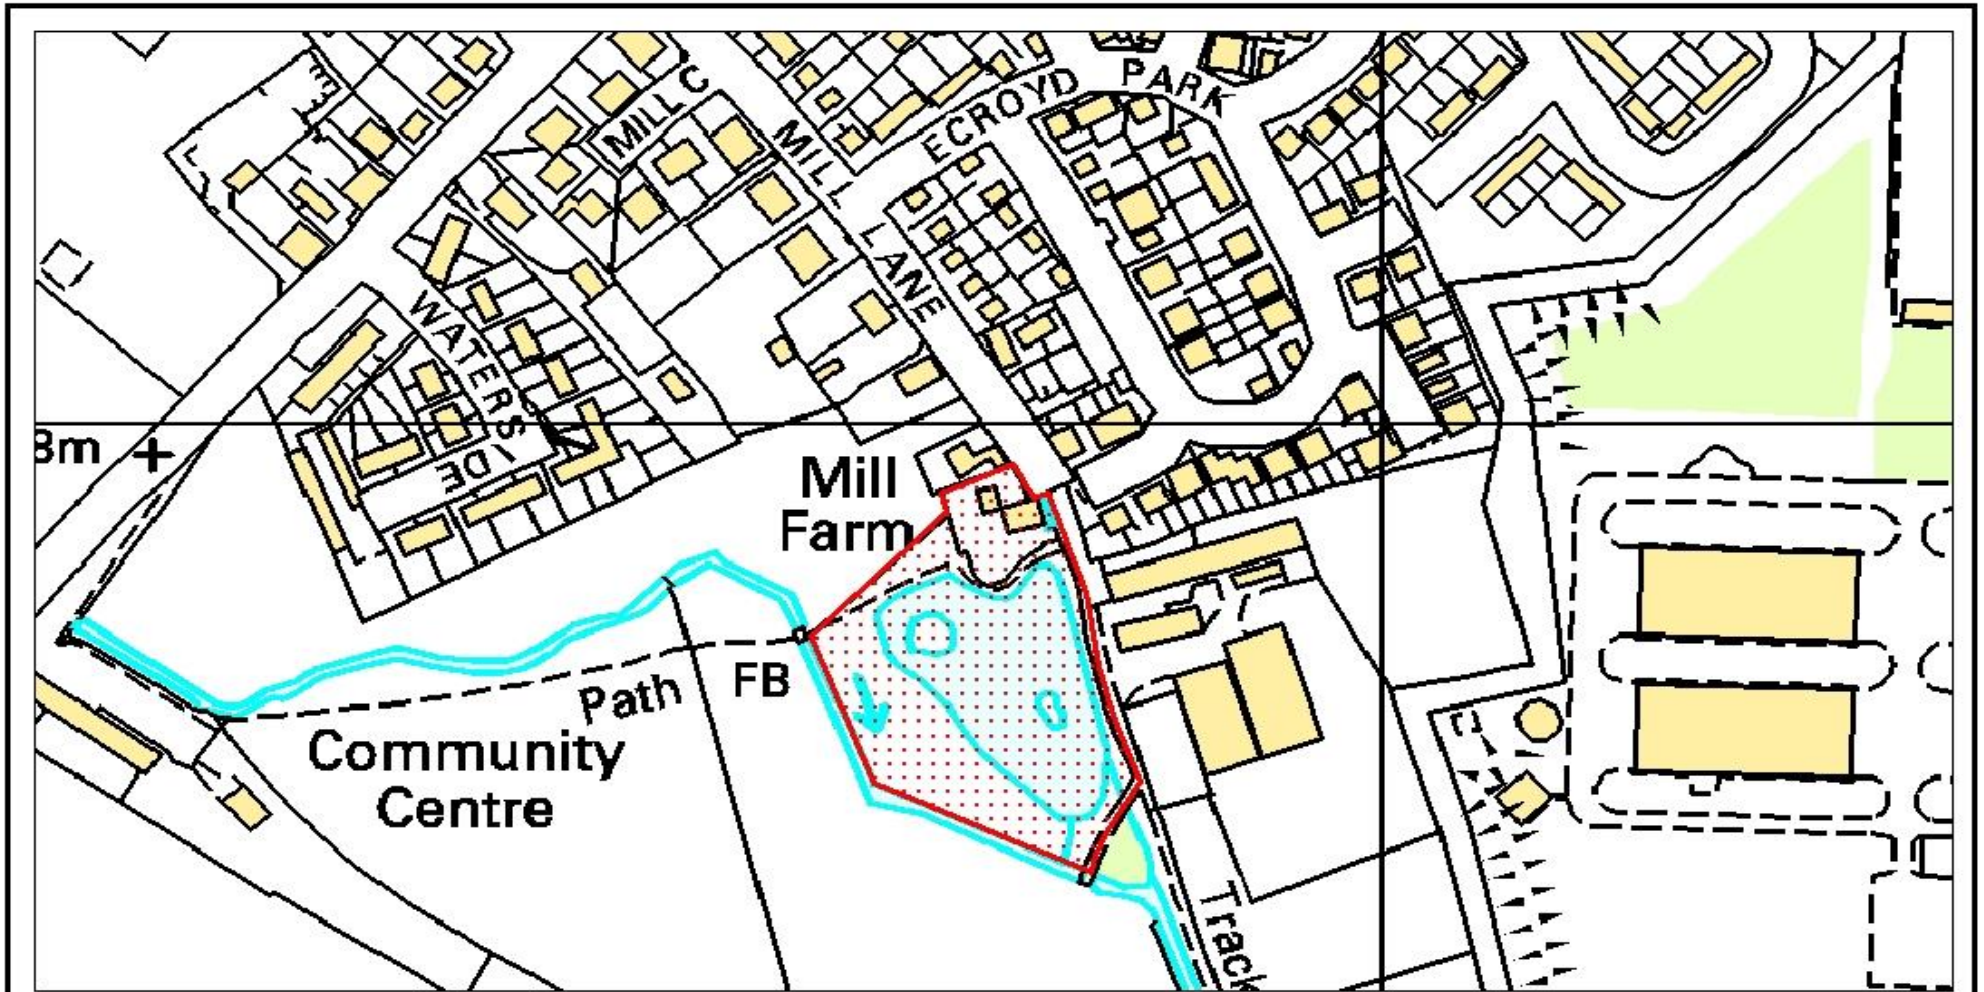 PARK
ECROYD
MILL C
MILL
LANE
WATERSIDE
8m
Mill
Farm
Path
FB
Community
Centre
Track